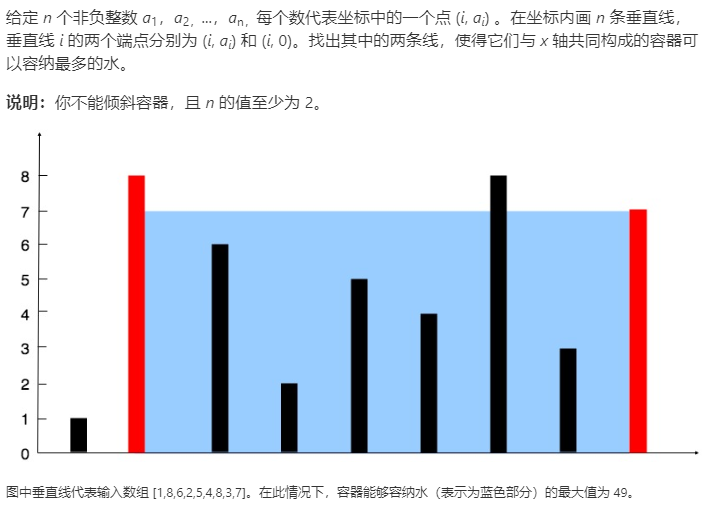 给定 n 个非负整数 a1，a2，...，an，每个数代表坐标中的一个点 (i, ai) 。在坐标内画 n 条垂直线，
垂直线 i 的两个端点分别为 (i, ai) 和 (i, 0)。找出其中的两条线，使得它们与 x 轴共同构成的容器可
以容纳最多的水。
说明：你不能倾斜容器，且 n 的值至少为 2。
8
7
6
5
4
3
2
1
0
图中垂直线代表输入数组 [1,8,6,2,5,4,8,3,7]。在此情况下，容器能够容纳水（表示为蓝色部分）的最大值为 49。